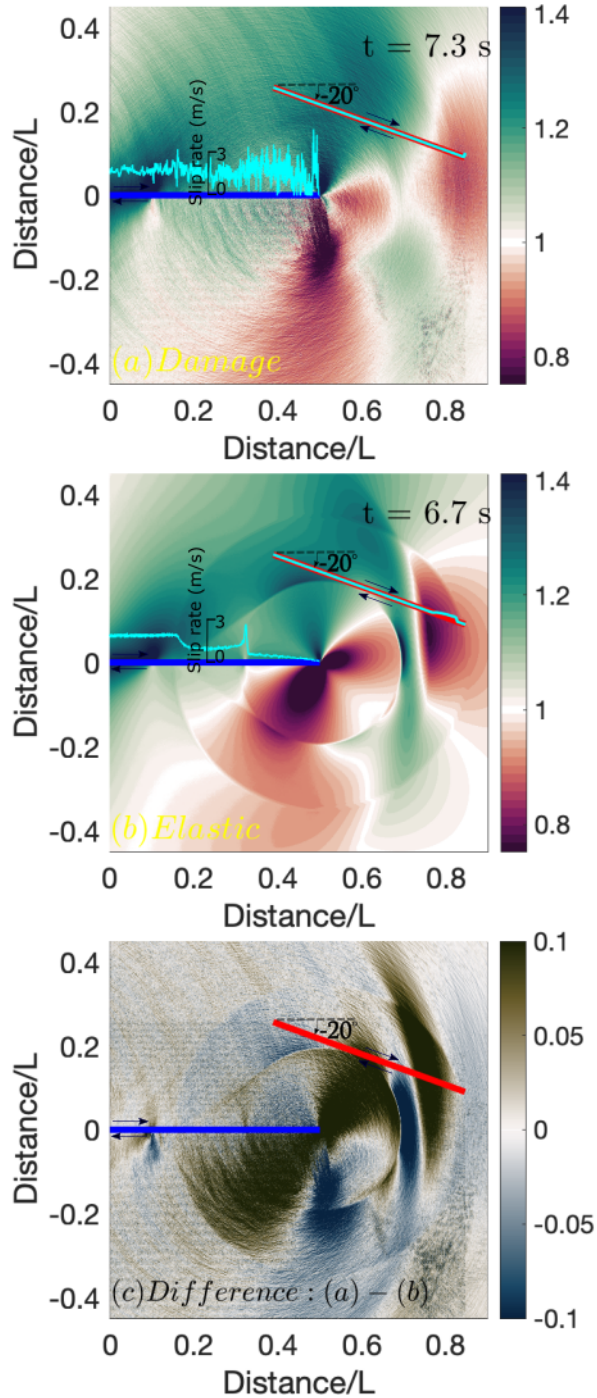 0.4
t = 7.3 s
1.4
0.2
-20°
1.2
Slip rate (m/s)
3
0
Distance/L
0
1
-0.2
-0.4
(a)Damage
0.8
0 0.2 0.4 0.6 0.8
Distance/L
0.4
t = 6.7 s
1.4
0.2
-20°
1.2
Slip rate (m/s)
3
0
Distance/L
0
1
-0.2
-0.4
(b)Elastic
0.8
0 0.2 0.4 0.6 0.8
Distance/L
0.4
0.1
0.2
-20°
0.05
Distance/L
0
0
-0.2
-0.05
-0.4
(c)Difference : (a) − (b)
-0.1
0 0.2 0.4 0.6 0.8
Distance/L